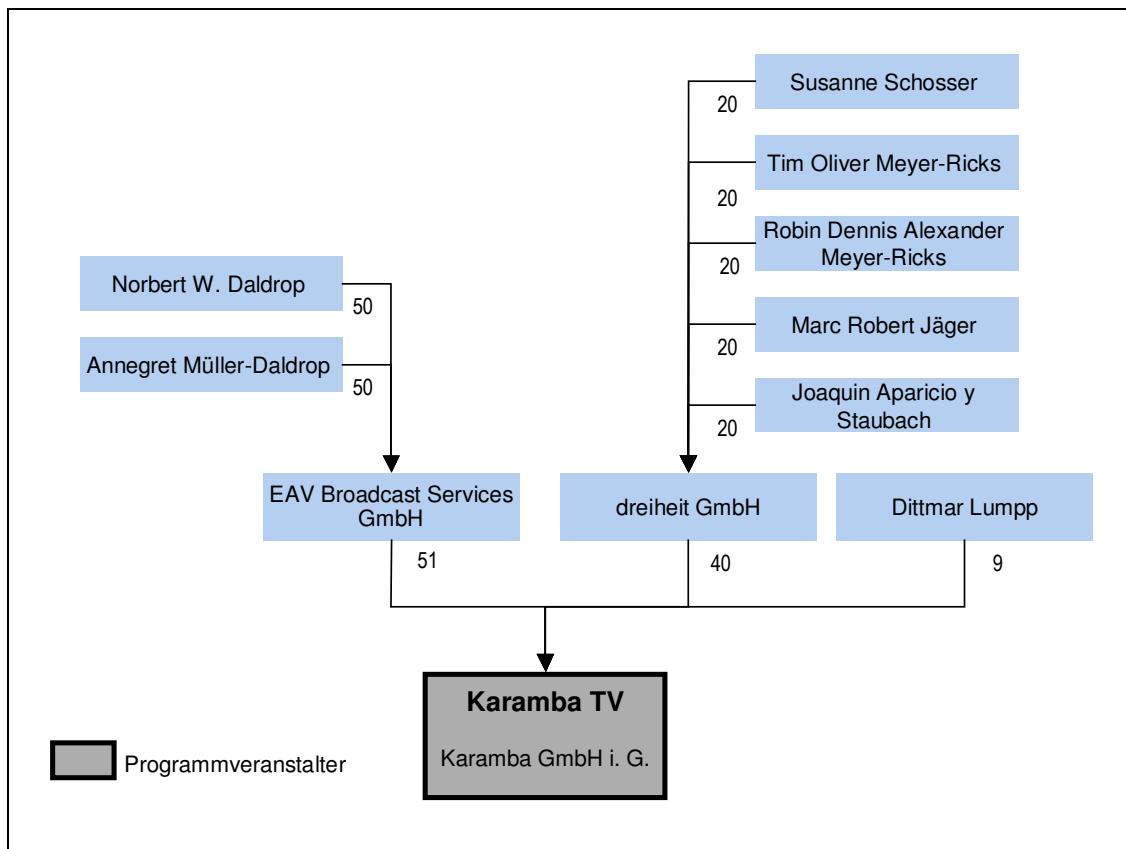 Susanne Schosser
20
Tim Oliver Meyer-Ricks
20
Robin Dennis Alexander
Meyer-Ricks
20
Norbert W. Daldrop
50
Marc Robert Jäger
20
Annegret Müller-Daldrop
50
Joaquin Aparicio y
Staubach
20
EAV Broadcast Services
GmbH
dreiheit GmbH
Dittmar Lumpp
51
40
9
Karamba TV
Karamba GmbH i. G.
Programmveranstalter